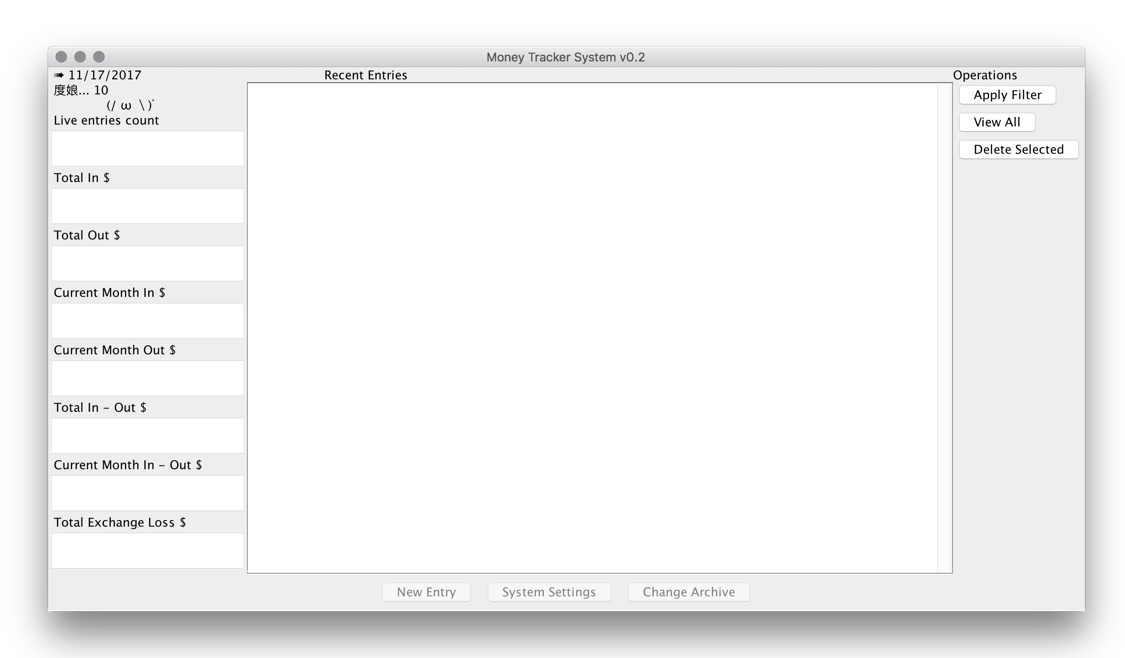 Money Tracker System v0.2
➠ 11/17/2017
度娘... 10
(/ ω \)゛
Live entries count
Total In $
Total Out $
Current Month In $
Current Month Out $
Total In - Out $
Current Month In - Out $
Total Exchange Loss $
Recent Entries
Operations
Apply Filter
View All
Delete Selected
New Entry
System Settings
Change Archive